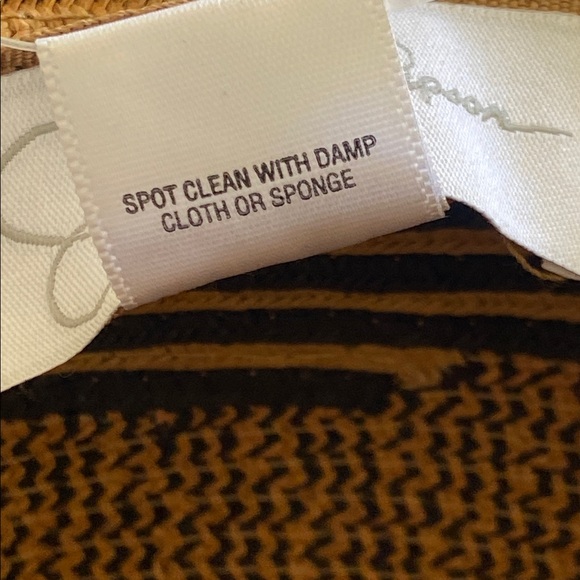 SPOT CLEAN WITH DAMP
CLOTH OR SPONGE